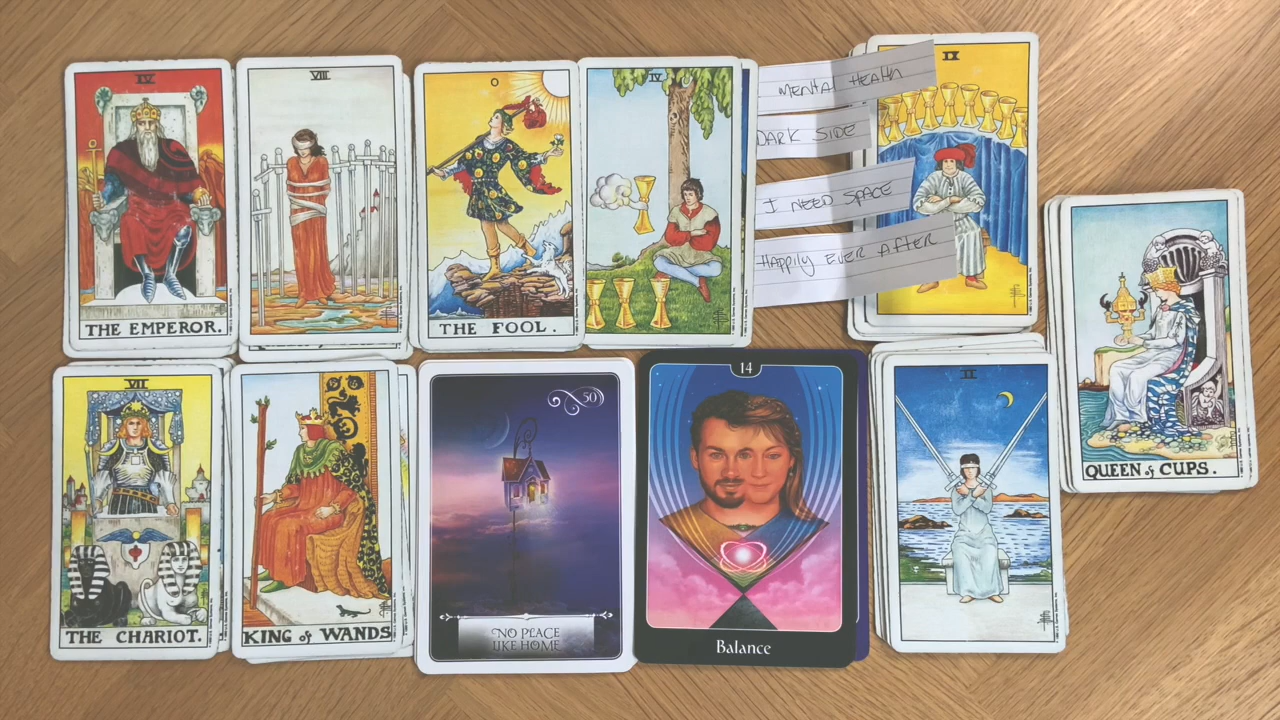 IV
THE EMPEROR.
VIII
0
THE FOOL.
IV
MENTAL HEALTH
DARK SIDE
I NEED SPACE
HAPPILY EVER AFTER
IX
QUEEN of CUPS.
VII
THE CHARIOT.
KING of WANDS
50
NO PLACE
LIKE HOME
14
Balance
II